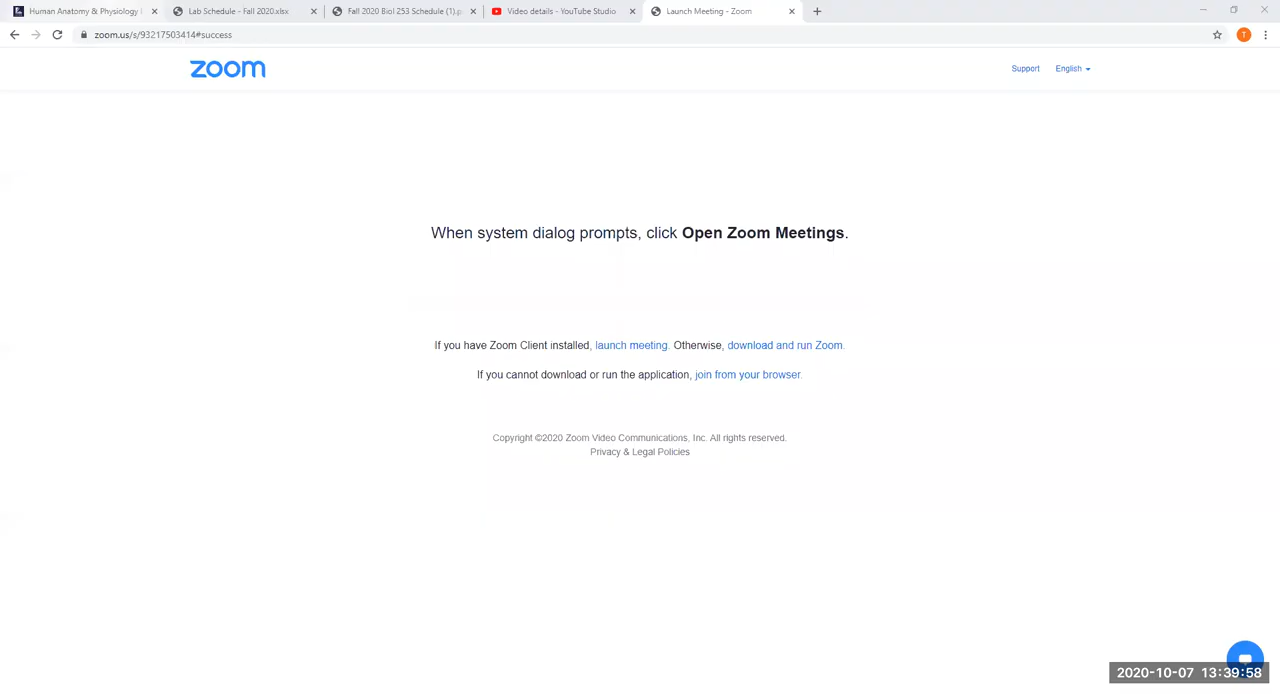 Human Anatomy & Physiology (
Lab Schedule - Fall 2020.xlsx
Fall 2020 Biol 253 Schedule (1).p
Video details - YouTube Studio
Launch Meeting - Zoom
zoom.us/s/93217503414#success
T
zoom
Support
English
When system dialog prompts, click Open Zoom Meetings.
If you have Zoom Client installed, launch meeting. Otherwise, download and run Zoom.
If you cannot download or run the application, join from your browser.
Copyright ©2020 Zoom Video Communications, Inc. All rights reserved.
Privacy & Legal Policies
2020-10-07 13:39:58